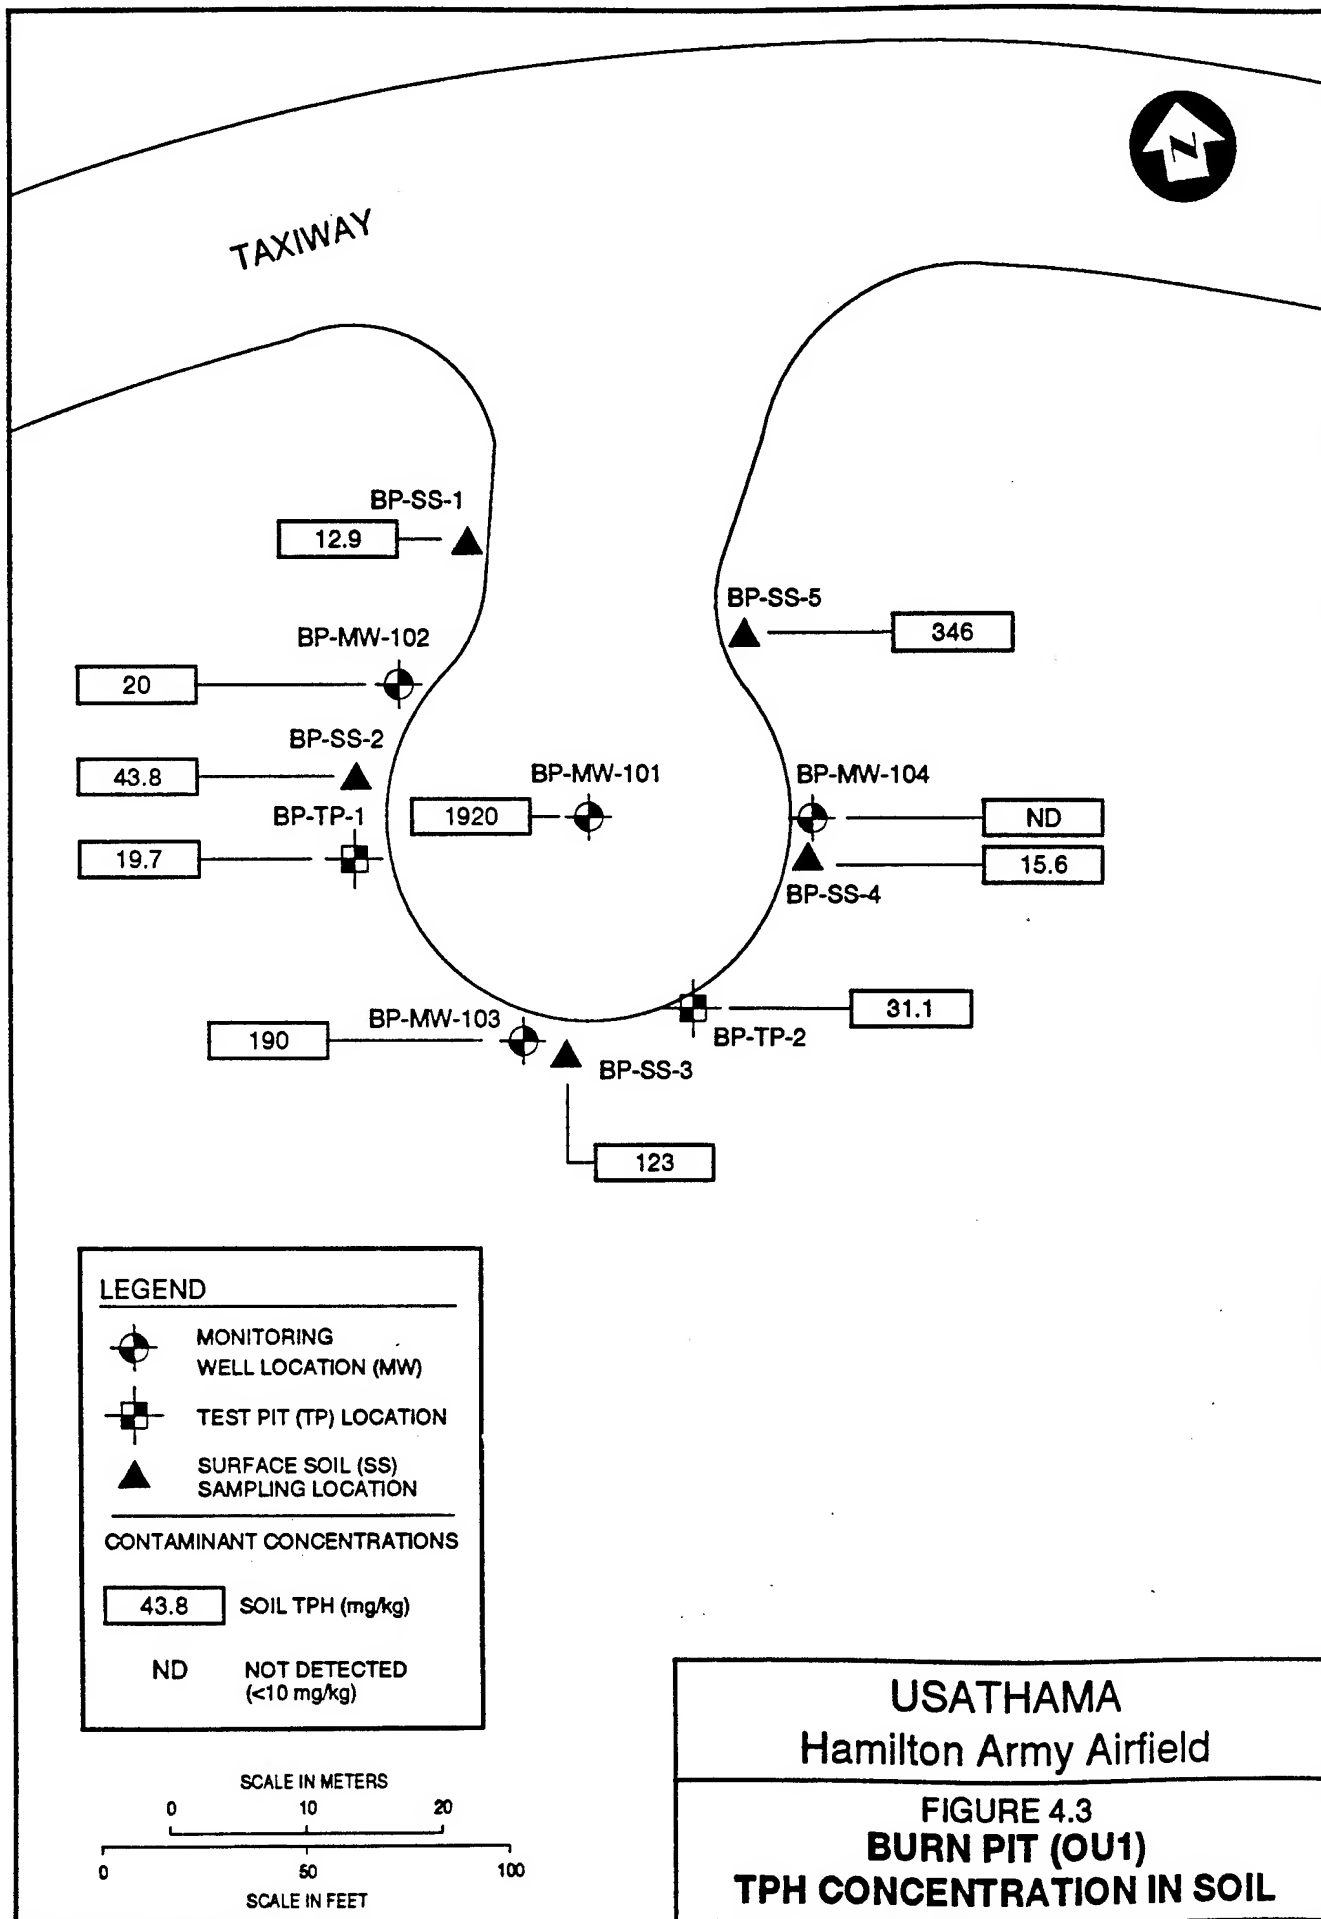 N
TAXIWAY
BP-SS-1
12.9
BP-SS-5
346
BP-MW-102
20
BP-SS-2
43.8
BP-MW-101
1920
BP-MW-104
ND
BP-TP-1
19.7
15.6
BP-SS-4
31.1
BP-MW-103
190
BP-TP-2
BP-SS-3
123
LEGEND
MONITORING
WELL LOCATION (MW)
TEST PIT (TP) LOCATION
SURFACE SOIL (SS)
SAMPLING LOCATION
CONTAMINANT CONCENTRATIONS
43.8 SOIL TPH (mg/kg)
ND NOT DETECTED
(<10 mg/kg)
SCALE IN METERS
0 10 20
0 50 100
SCALE IN FEET
USATHAMA
Hamilton Army Airfield
FIGURE 4.3
BURN PIT (OU1)
TPH CONCENTRATION IN SOIL